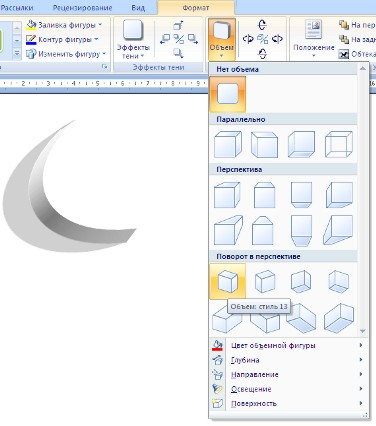 Рассылки Рецензирование Вид Формат
Заливка фигуры
Контур фигуры
Изменить фигуру
Эффекты тени
Объем
Положение
На пер
На задн
Обтека
Эффекты тени
Нет объема
Параллельно
Перспектива
Поворот в перспективе
Объем: стиль 13
Цвет объемной фигуры
Глубина
Направление
Освещение
Поверхность